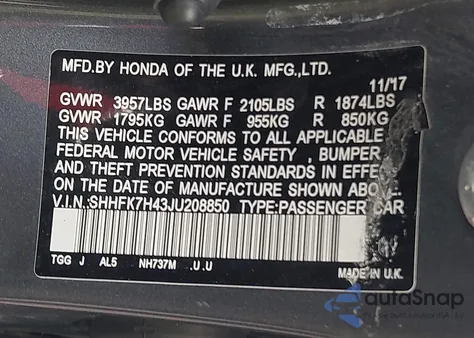 MFD.BY HONDA OF THE U.K. MFG.,LTD.
11/17
GVWR 3957LBS GAWR F 2105LBS R 1874LBS
GVWR 1795KG GAWR F 955KG R 850KG
THIS VEHICLE CONFORMS TO ALL APPLICABLE
FEDERAL MOTOR VEHICLE SAFETY , BUMPER
AND THEFT PREVENTION STANDARDS IN EFFEC
ON THE DATE OF MANUFACTURE SHOWN ABOVE.
V.I.N.:SHHFK7H43JU208850 TYPE:PASSENGER CAR
TGG J AL5 NH737M .U .U
MADE IN U.K.
autoSnap